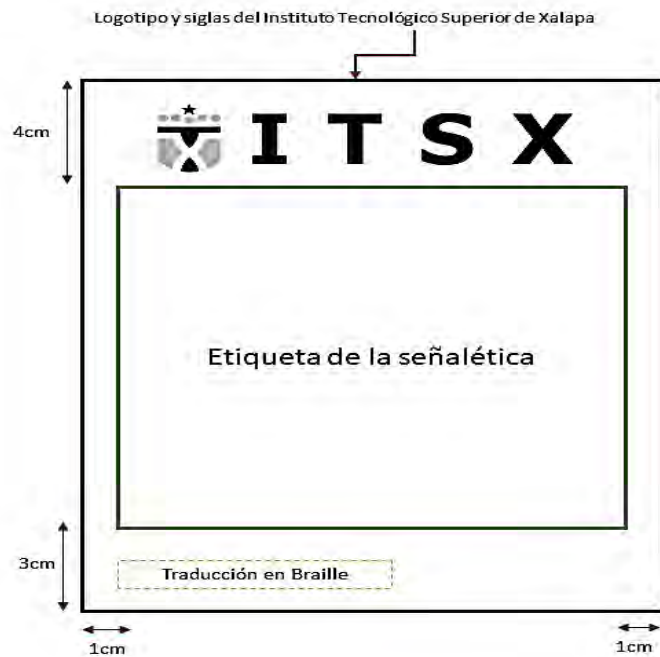 Logotipo y siglas del Instituto Tecnológico Superior de Xalapa
4cm
ITSX
Etiqueta de la señalética
3cm
Traducción en Braille
1cm
1cm